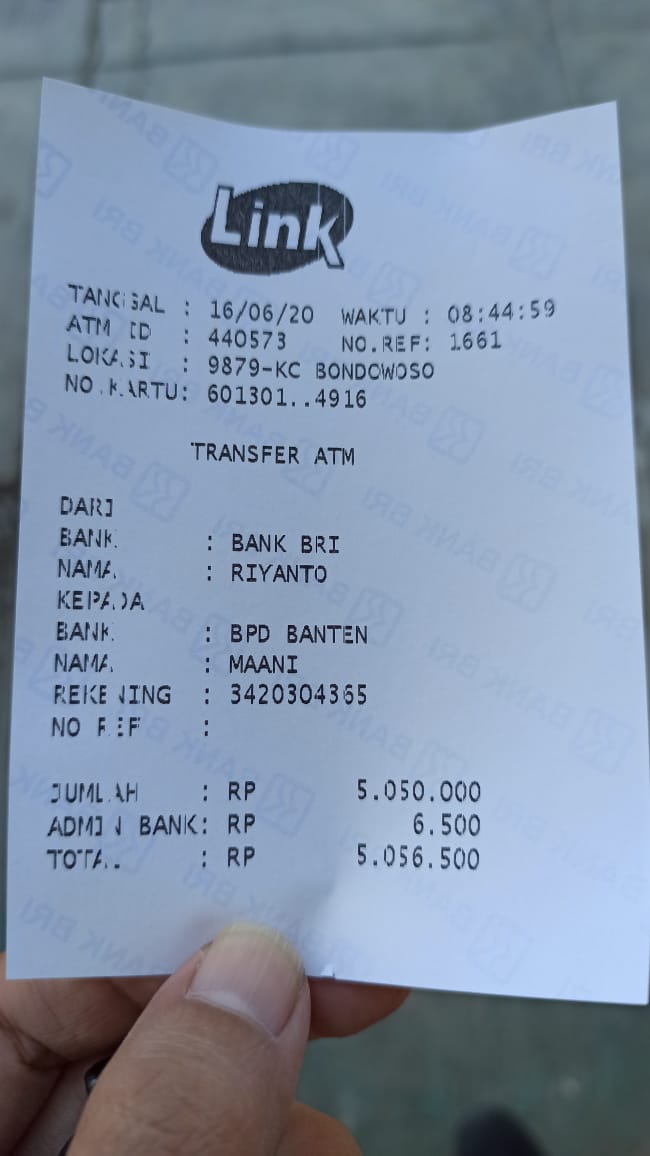 Link
TANGGAL : 16/06/20 WAKTU : 08:44:59
ATM ID : 440573 NO.REF: 1661
LOKASI : 9879-KC BONDOWOSO
NO.KARTU: 601301..4916
TRANSFER ATM
DARI
BANK : BANK BRI
NAMA : RIYANTO
KEPADA
BANK : BPD BANTEN
NAMA : MAANI
REKENING : 3420304365
NO REF :
JUMLAH : RP 5.050.000
ADMIN BANK: RP 6.500
TOTAL : RP 5.056.500